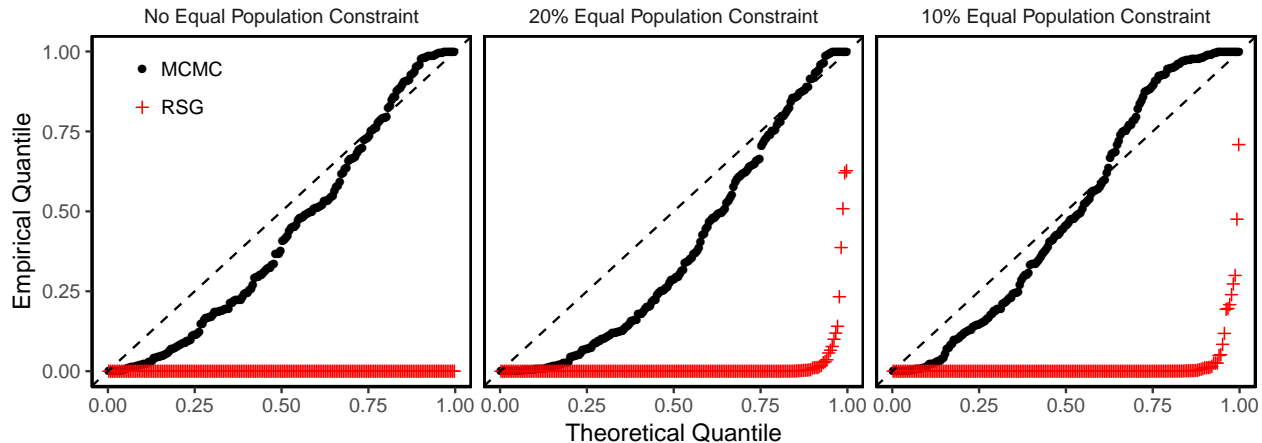 No Equal Population Constraint
20% Equal Population Constraint
10% Equal Population Constraint
MCMC
RSG
Empirical Quantile
1.00
0.75
0.50
0.25
0.00
0.00 0.25 0.50 0.75 1.00
0.00 0.25 0.50 0.75 1.00
0.00 0.25 0.50 0.75 1.00
Theoretical Quantile